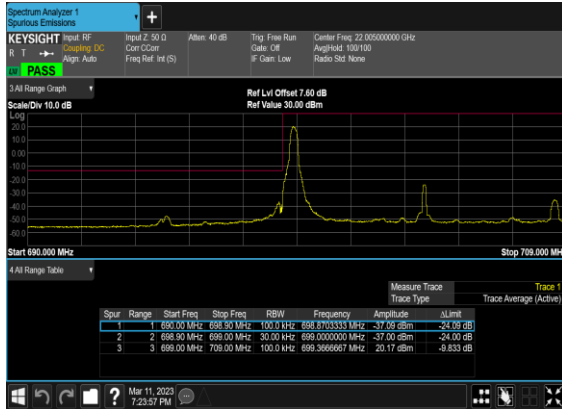 Spectrum Analyzer 1
Spurious Emissions
+
KEYSIGHT Input: RF Input Z: 50 Ω Atten: 40 dB Trig: Free Run Center Freq: 22.005000000 GHz
R T Coupling: DC Corr CCorr Gate: Off Avg|Hold: 100/100
Align: Auto Freq Ref: Int (S) IF Gain: Low Radio Std: None
PASS
3 All Range Graph
Ref Lvl Offset 7.60 dB
Scale/Div 10.0 dB Ref Value 30.00 dBm
Log
20.0
10.0
0.00
-10.0
-20.0
-30.0
-40.0
-50.0
-60.0
Start 690.000 MHz Stop 709.000 MHz
4 All Range Table
Measure Trace Trace 1
Trace Type Trace Average (Active)
Spur Range Start Freq Stop Freq RBW Frequency Amplitude ΔLimit
1 1 690.00 MHz 698.90 MHz 100.0 kHz 698.8703333 MHz -37.09 dBm -24.09 dB
2 2 698.90 MHz 699.00 MHz 30.00 kHz 699.0000000 MHz -37.00 dBm -24.00 dB
3 3 699.00 MHz 709.00 MHz 100.0 kHz 699.3666667 MHz 20.17 dBm -9.833 dB
? Mar 11, 2023
7:23:57 PM